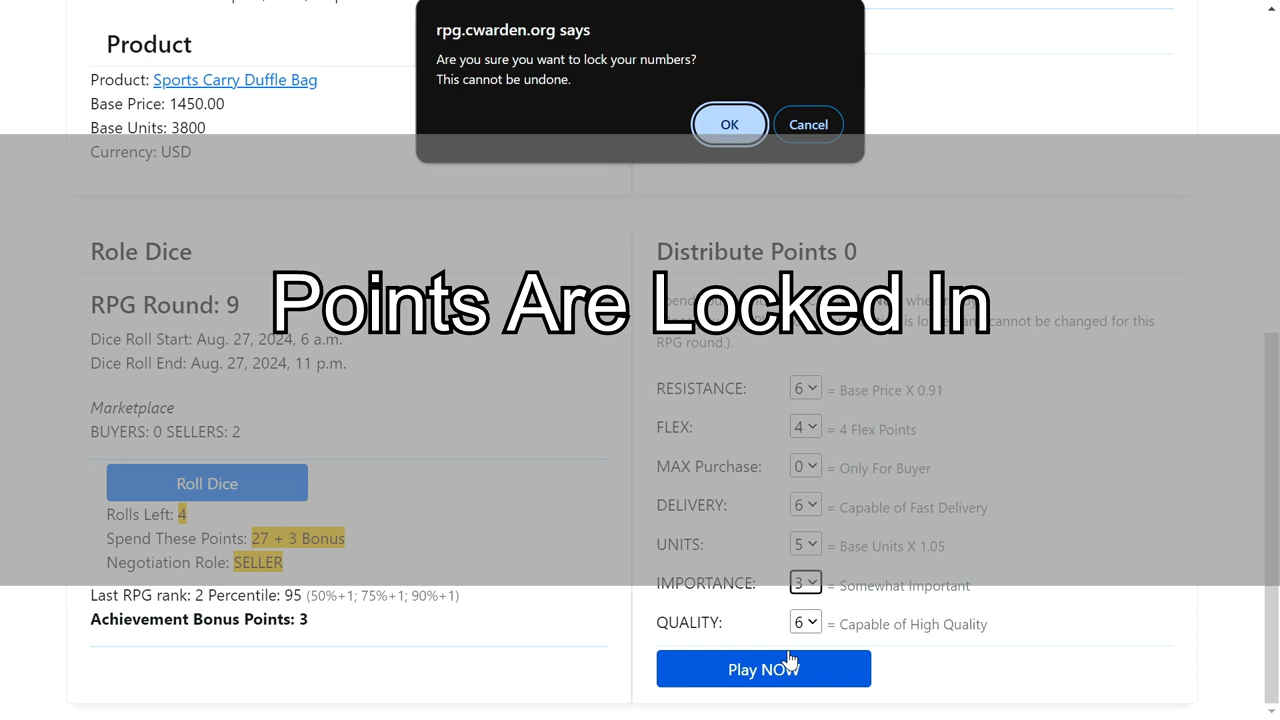 rpg.cwarden.org says
Are you sure you want to lock your numbers?
This cannot be undone.
OK
Cancel
Product
Product: Sports Carry Duffle Bag
Base Price: 1450.00
Base Units: 3800
Currency: USD
Role Dice
RPG Round: 9
Dice Roll Start: Aug. 27, 2024, 6 a.m.
Dice Roll End: Aug. 27, 2024, 11 p.m.
Marketplace
BUYERS: 0 SELLERS: 2
Roll Dice
Rolls Left: 4
Spend These Points: 27 + 3 Bonus
Negotiation Role: SELLER
Last RPG rank: 2 Percentile: 95 (50%+1; 75%+1; 90%+1)
Achievement Bonus Points: 3
Points Are Locked In
Distribute Points 0
cannot be changed for this
RPG round.).
RESISTANCE: 6 = Base Price X 0.91
FLEX: 4 = 4 Flex Points
MAX Purchase: 0 = Only For Buyer
DELIVERY: 6 = Capable of Fast Delivery
UNITS: 5 = Base Units X 1.05
IMPORTANCE: 3 = Somewhat Important
QUALITY: 6 = Capable of High Quality
Play NOW